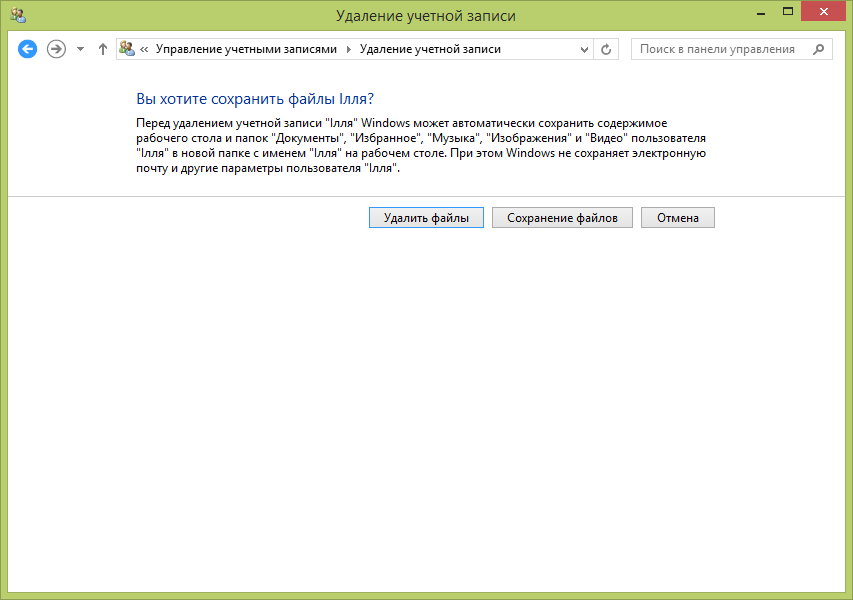 Удаление учетной записи
« Управление учетными записями Удаление учетной записи Поиск в панели управления
Вы хотите сохранить файлы Ілля?
Перед удалением учетной записи "Ілля" Windows может автоматически сохранить содержимое
рабочего стола и папок "Документы", "Избранное", "Музыка", "Изображения" и "Видео" пользователя
"Ілля" в новой папке с именем "Ілля" на рабочем столе. При этом Windows не сохраняет электронную
почту и другие параметры пользователя "Ілля".
Удалить файлы Сохранение файлов Отмена